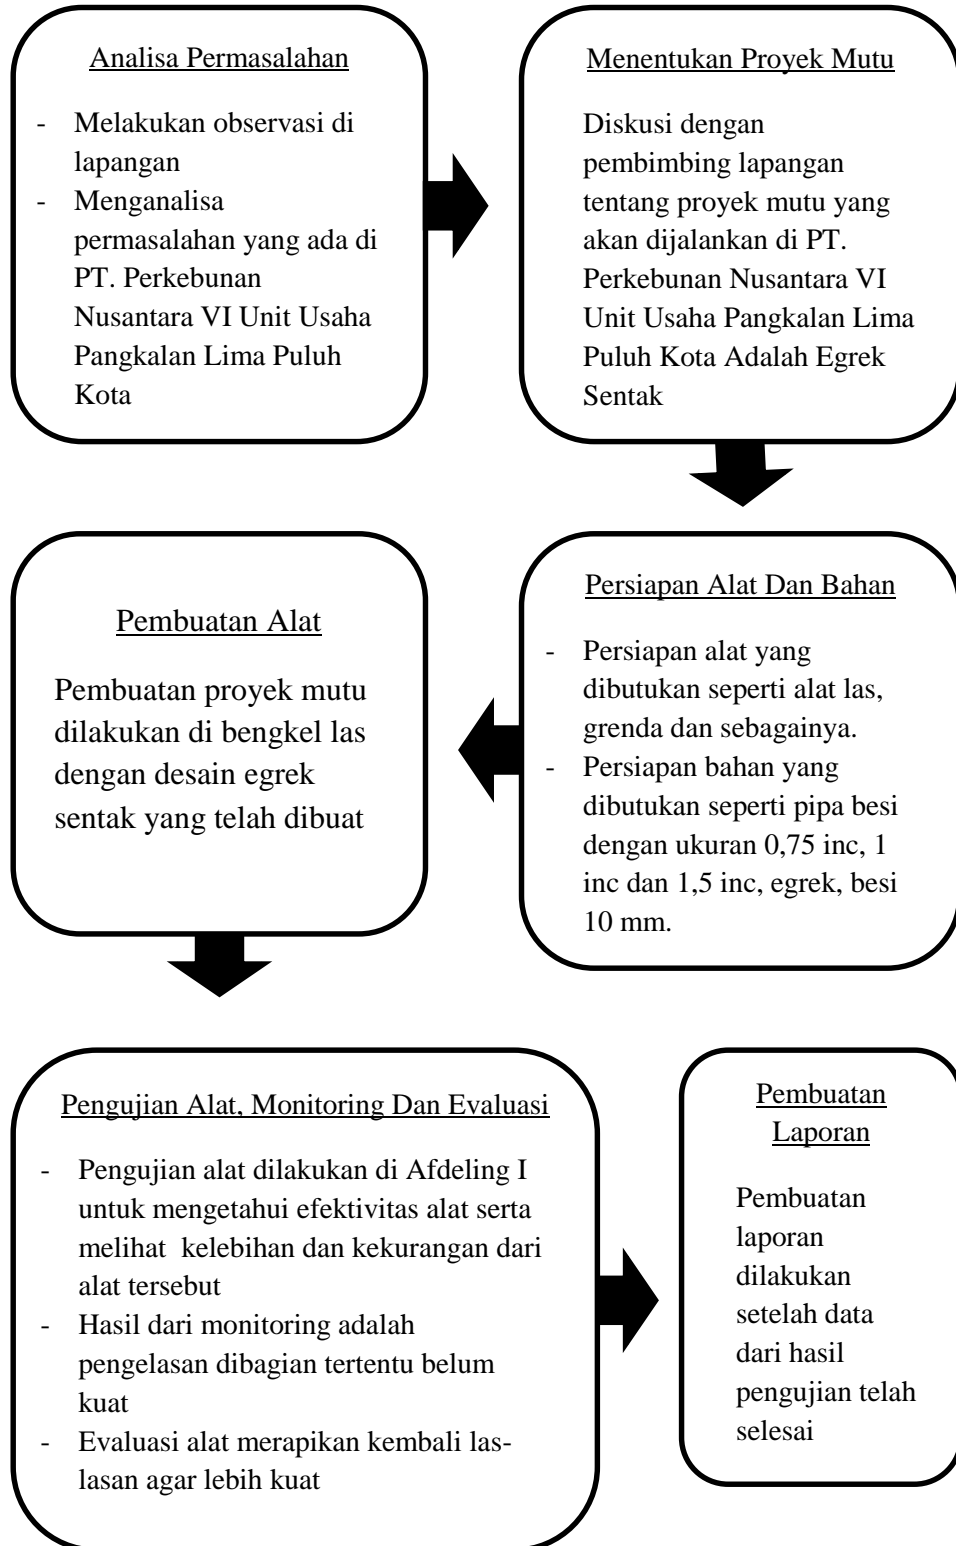 Analisa Permasalahan
- Melakukan observasi di
lapangan
- Menganalisa
permasalahan yang ada di
PT. Perkebunan
Nusantara VI Unit Usaha
Pangkalan Lima Puluh
Kota
Menentukan Proyek Mutu
Diskusi dengan
pembimbing lapangan
tentang proyek mutu yang
akan dijalankan di PT.
Perkebunan Nusantara VI
Unit Usaha Pangkalan Lima
Puluh Kota Adalah Egrek
Sentak
Persiapan Alat Dan Bahan
- Persiapan alat yang
dibutukan seperti alat las,
grenda dan sebagainya.
- Persiapan bahan yang
dibutukan seperti pipa besi
dengan ukuran 0,75 inc, 1
inc dan 1,5 inc, egrek, besi
10 mm.
Pembuatan Alat
Pembuatan proyek mutu
dilakukan di bengkel las
dengan desain egrek
sentak yang telah dibuat
Pengujian Alat, Monitoring Dan Evaluasi
- Pengujian alat dilakukan di Afdeling I
untuk mengetahui efektivitas alat serta
melihat kelebihan dan kekurangan dari
alat tersebut
- Hasil dari monitoring adalah
pengelasan dibagian tertentu belum
kuat
- Evaluasi alat merapikan kembali las-
lasan agar lebih kuat
Pembuatan
Laporan
Pembuatan
laporan
dilakukan
setelah data
dari hasil
pengujian telah
selesai